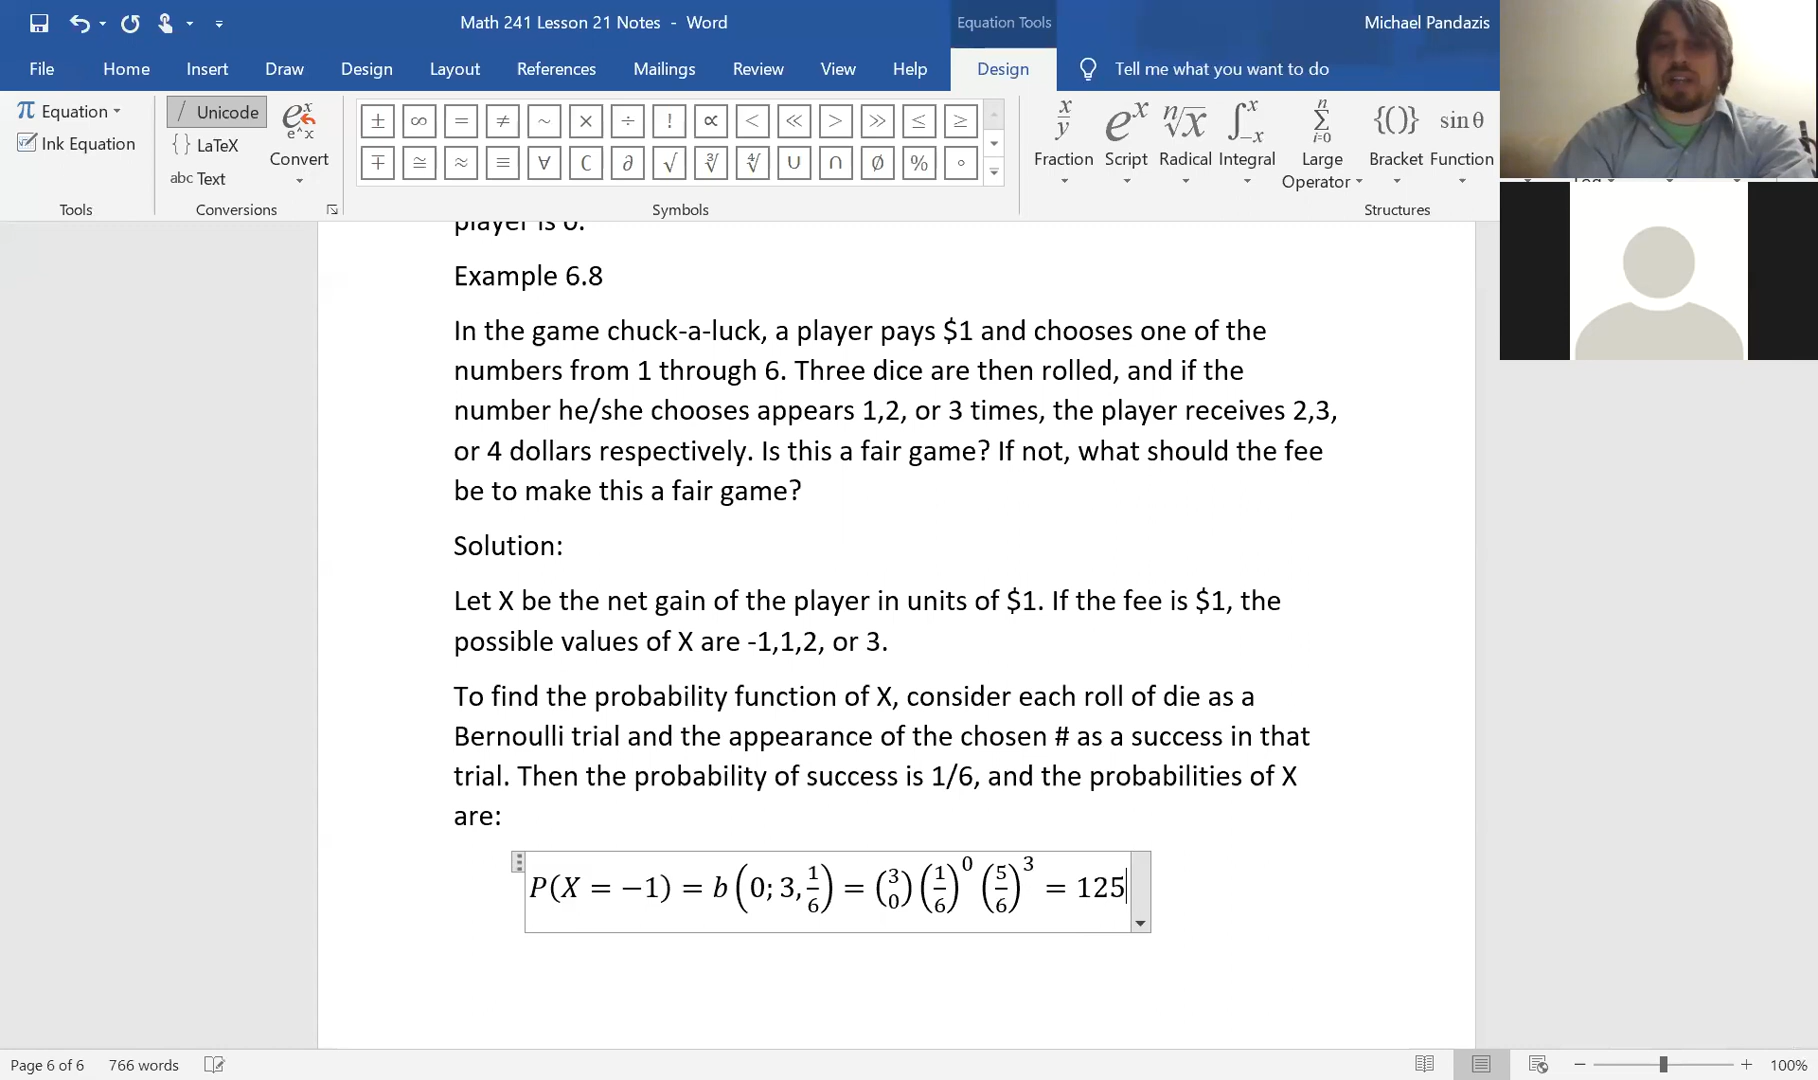 Math 241 Lesson 21 Notes - Word
Equation Tools
Michael Pandazis
File Home Insert Draw Design Layout References Mailings Review View Help Design Tell me what you want to do
π Equation
Ink Equation
Tools
/ Unicode
{ } LaTeX
abc Text
e^x
Convert
Conversions
± ∞ = ≠ ~ × ÷ ! ∝ < ≪ > ≫ ≤ ≥
∓ ≅ ≈ ≡ ∀ ∁ ∂ √ ∛ ∜ ∪ ∩ ∅ % °
Symbols
Fraction Script Radical Integral Large Operator Bracket Function
Structures
player is 0.
Example 6.8
In the game chuck-a-luck, a player pays $1 and chooses one of the
numbers from 1 through 6. Three dice are then rolled, and if the
number he/she chooses appears 1,2, or 3 times, the player receives 2,3,
or 4 dollars respectively. Is this a fair game? If not, what should the fee
be to make this a fair game?
Solution:
Let X be the net gain of the player in units of $1. If the fee is $1, the
possible values of X are -1,1,2, or 3.
To find the probability function of X, consider each roll of die as a
Bernoulli trial and the appearance of the chosen # as a success in that
trial. Then the probability of success is 1/6, and the probabilities of X
are:
P(X = −1) = b(0; 3, 1/6) = (3 0)(1/6)^0 (5/6)^3 = 125
Page 6 of 6 766 words
100%